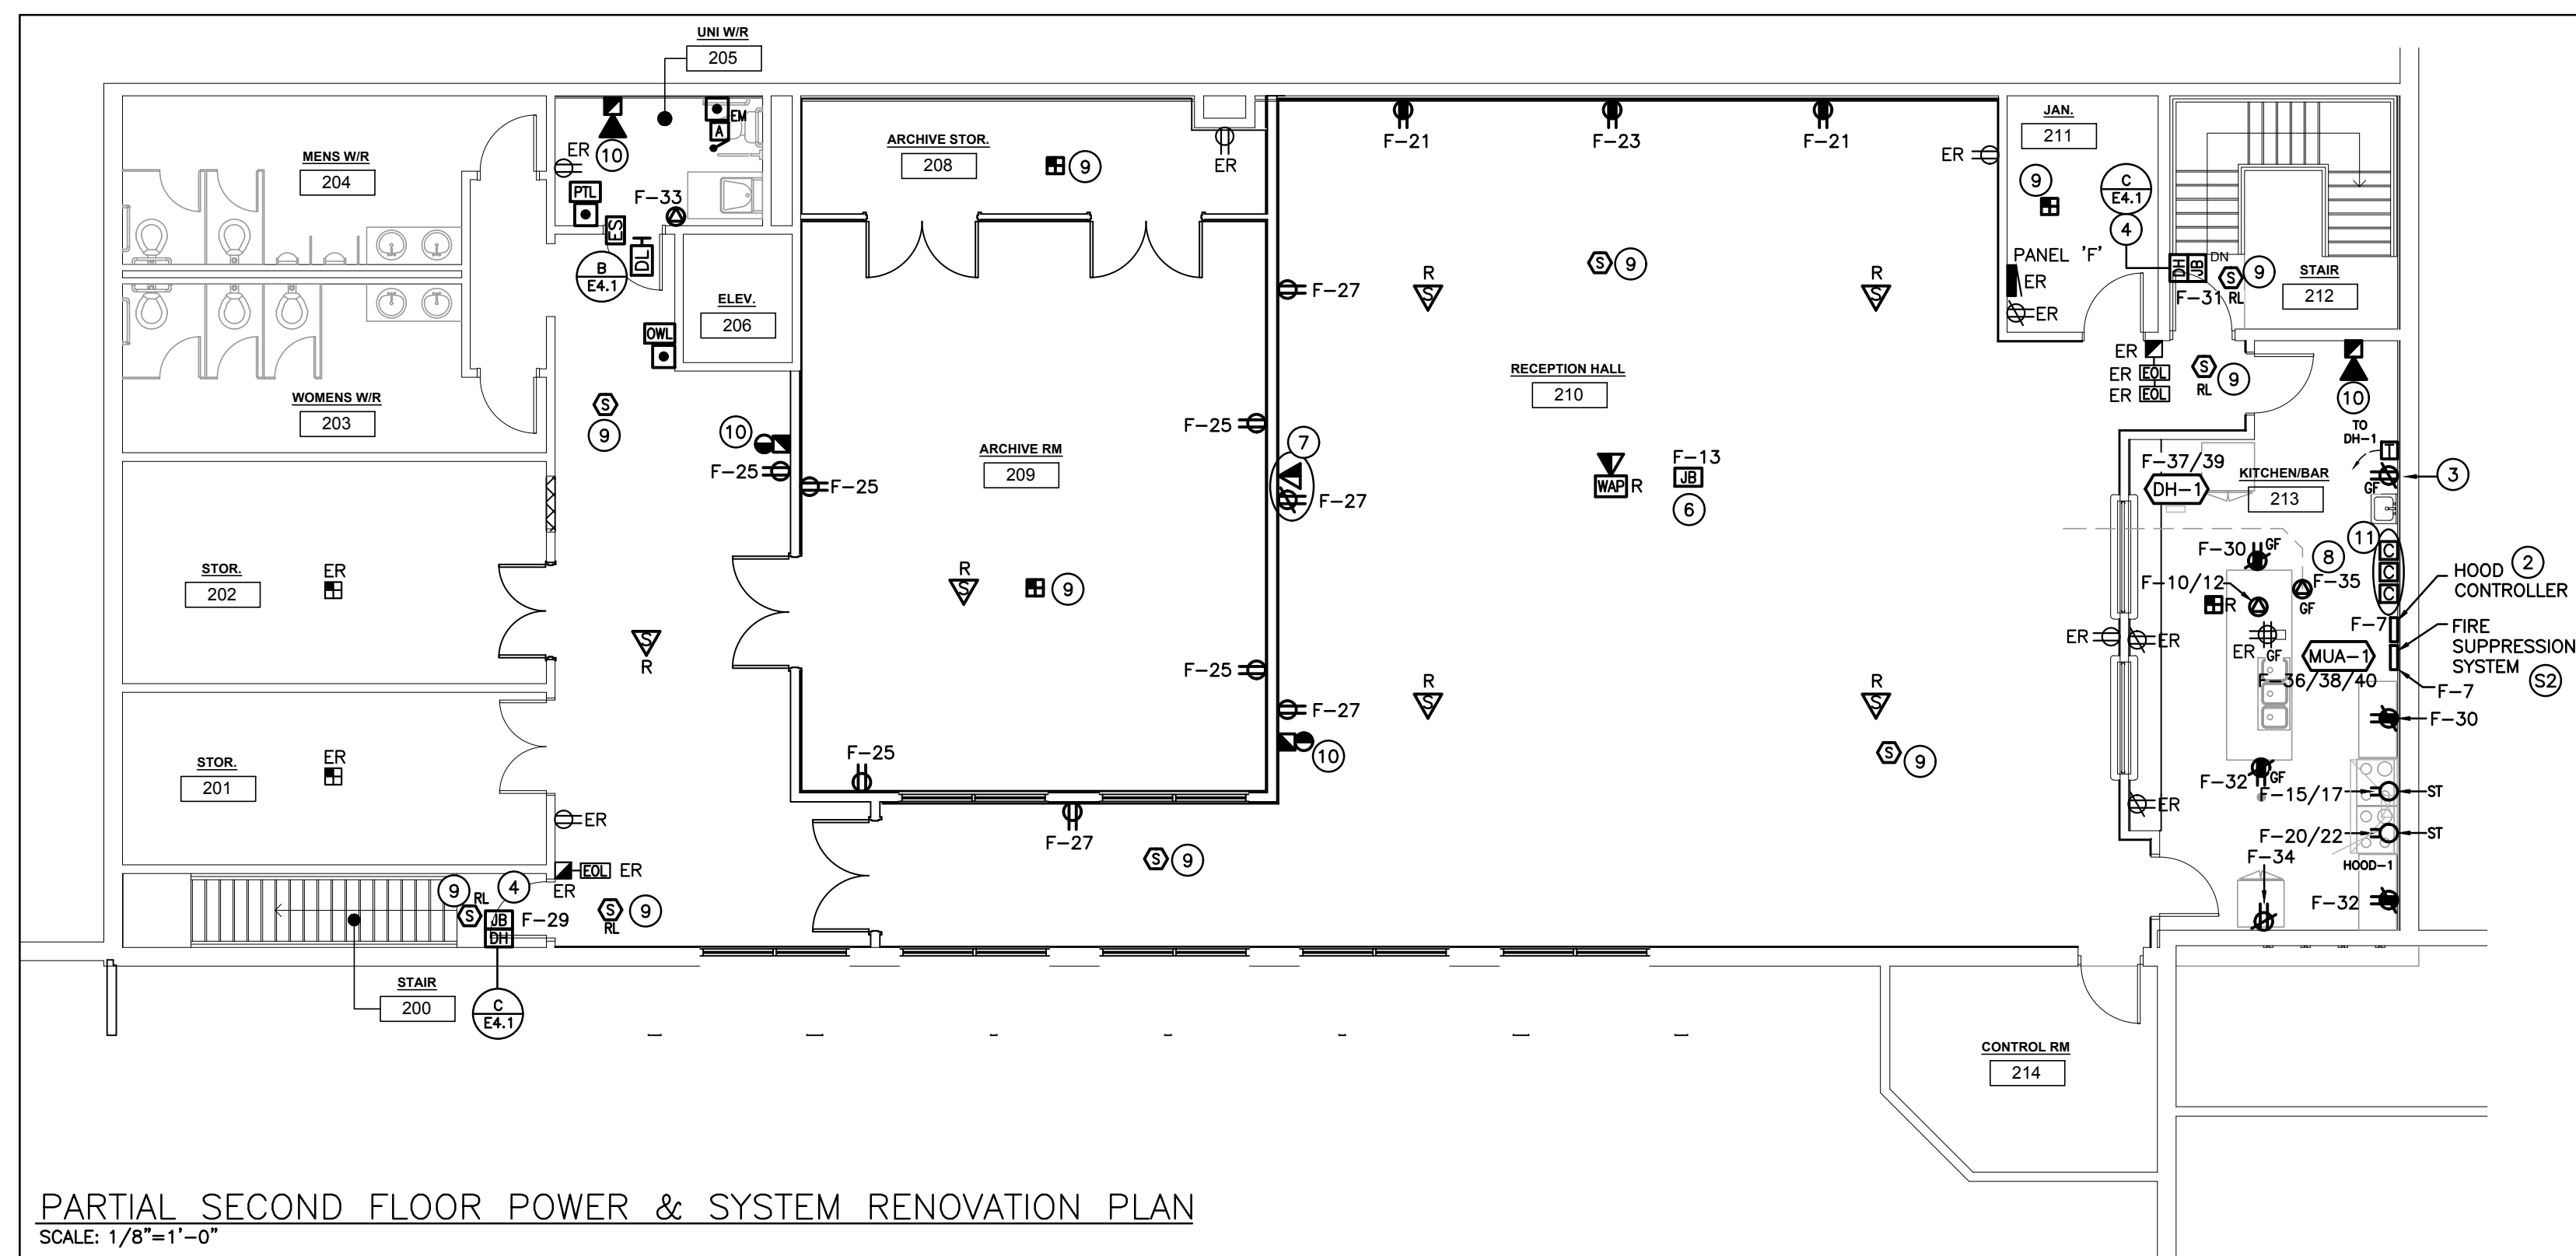 UNI W/R
205
MENS W/R
204
ER
10
EM
A
PTL
F-33
ES
DL
B
E4.1
ARCHIVE STOR.
208
9
ER
F-21
F-23
F-21
ER
JAN.
211
9
C
E4.1
4
PANEL 'F'
ER
ER
DH
JB
DN
F-31
RL
S
9
STAIR
212
ELEV.
206
OWL
WOMENS W/R
203
S
9
10
F-25
F-25
ARCHIVE RM
209
F-25
F-27
7
F-27
R
S
S
9
R
S
RECEPTION HALL
210
WAP
R
F-13
JB
6
ER
ER
EOL
ER
EOL
S
RL
9
10
TO
DH-1
T
F-37/39
DH-1
KITCHEN/BAR
213
GF
3
F-30
GF
8
11
C
C
C
F-10/12
R
F-35
GF
HOOD
CONTROLLER
2
F-7
FIRE
SUPPRESSION
SYSTEM
S2
ER
ER
ER
GF
MUA-1
F-36/38/40
F-7
F-30
STOR.
202
ER
R
S
9
S
R
F-25
R
S
R
S
F-27
10
S
9
F-32
GF
F-15/17
ST
ER
F-20/22
ST
F-34
HOOD-1
F-32
STOR.
201
ER
F-25
F-27
ER
S
9
EOL
ER
ER
9
RL
S
4
JB
DH
F-29
S
RL
9
STAIR
200
C
E4.1
CONTROL RM
214
PARTIAL SECOND FLOOR POWER & SYSTEM RENOVATION PLAN
SCALE: 1/8"=1'-0"